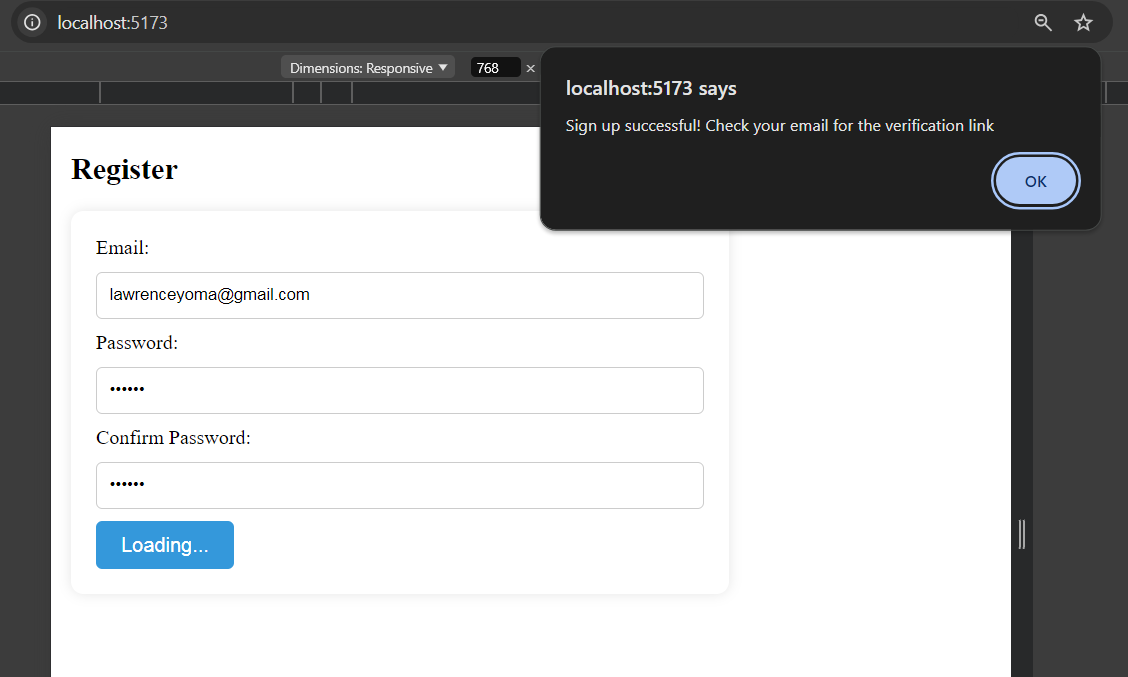 localhost:5173
Dimensions: Responsive ▼ 768 ×
localhost:5173 says
Sign up successful! Check your email for the verification link
OK
Register
Email:
lawrenceyoma@gmail.com
Password:
••••••
Confirm Password:
••••••
Loading...